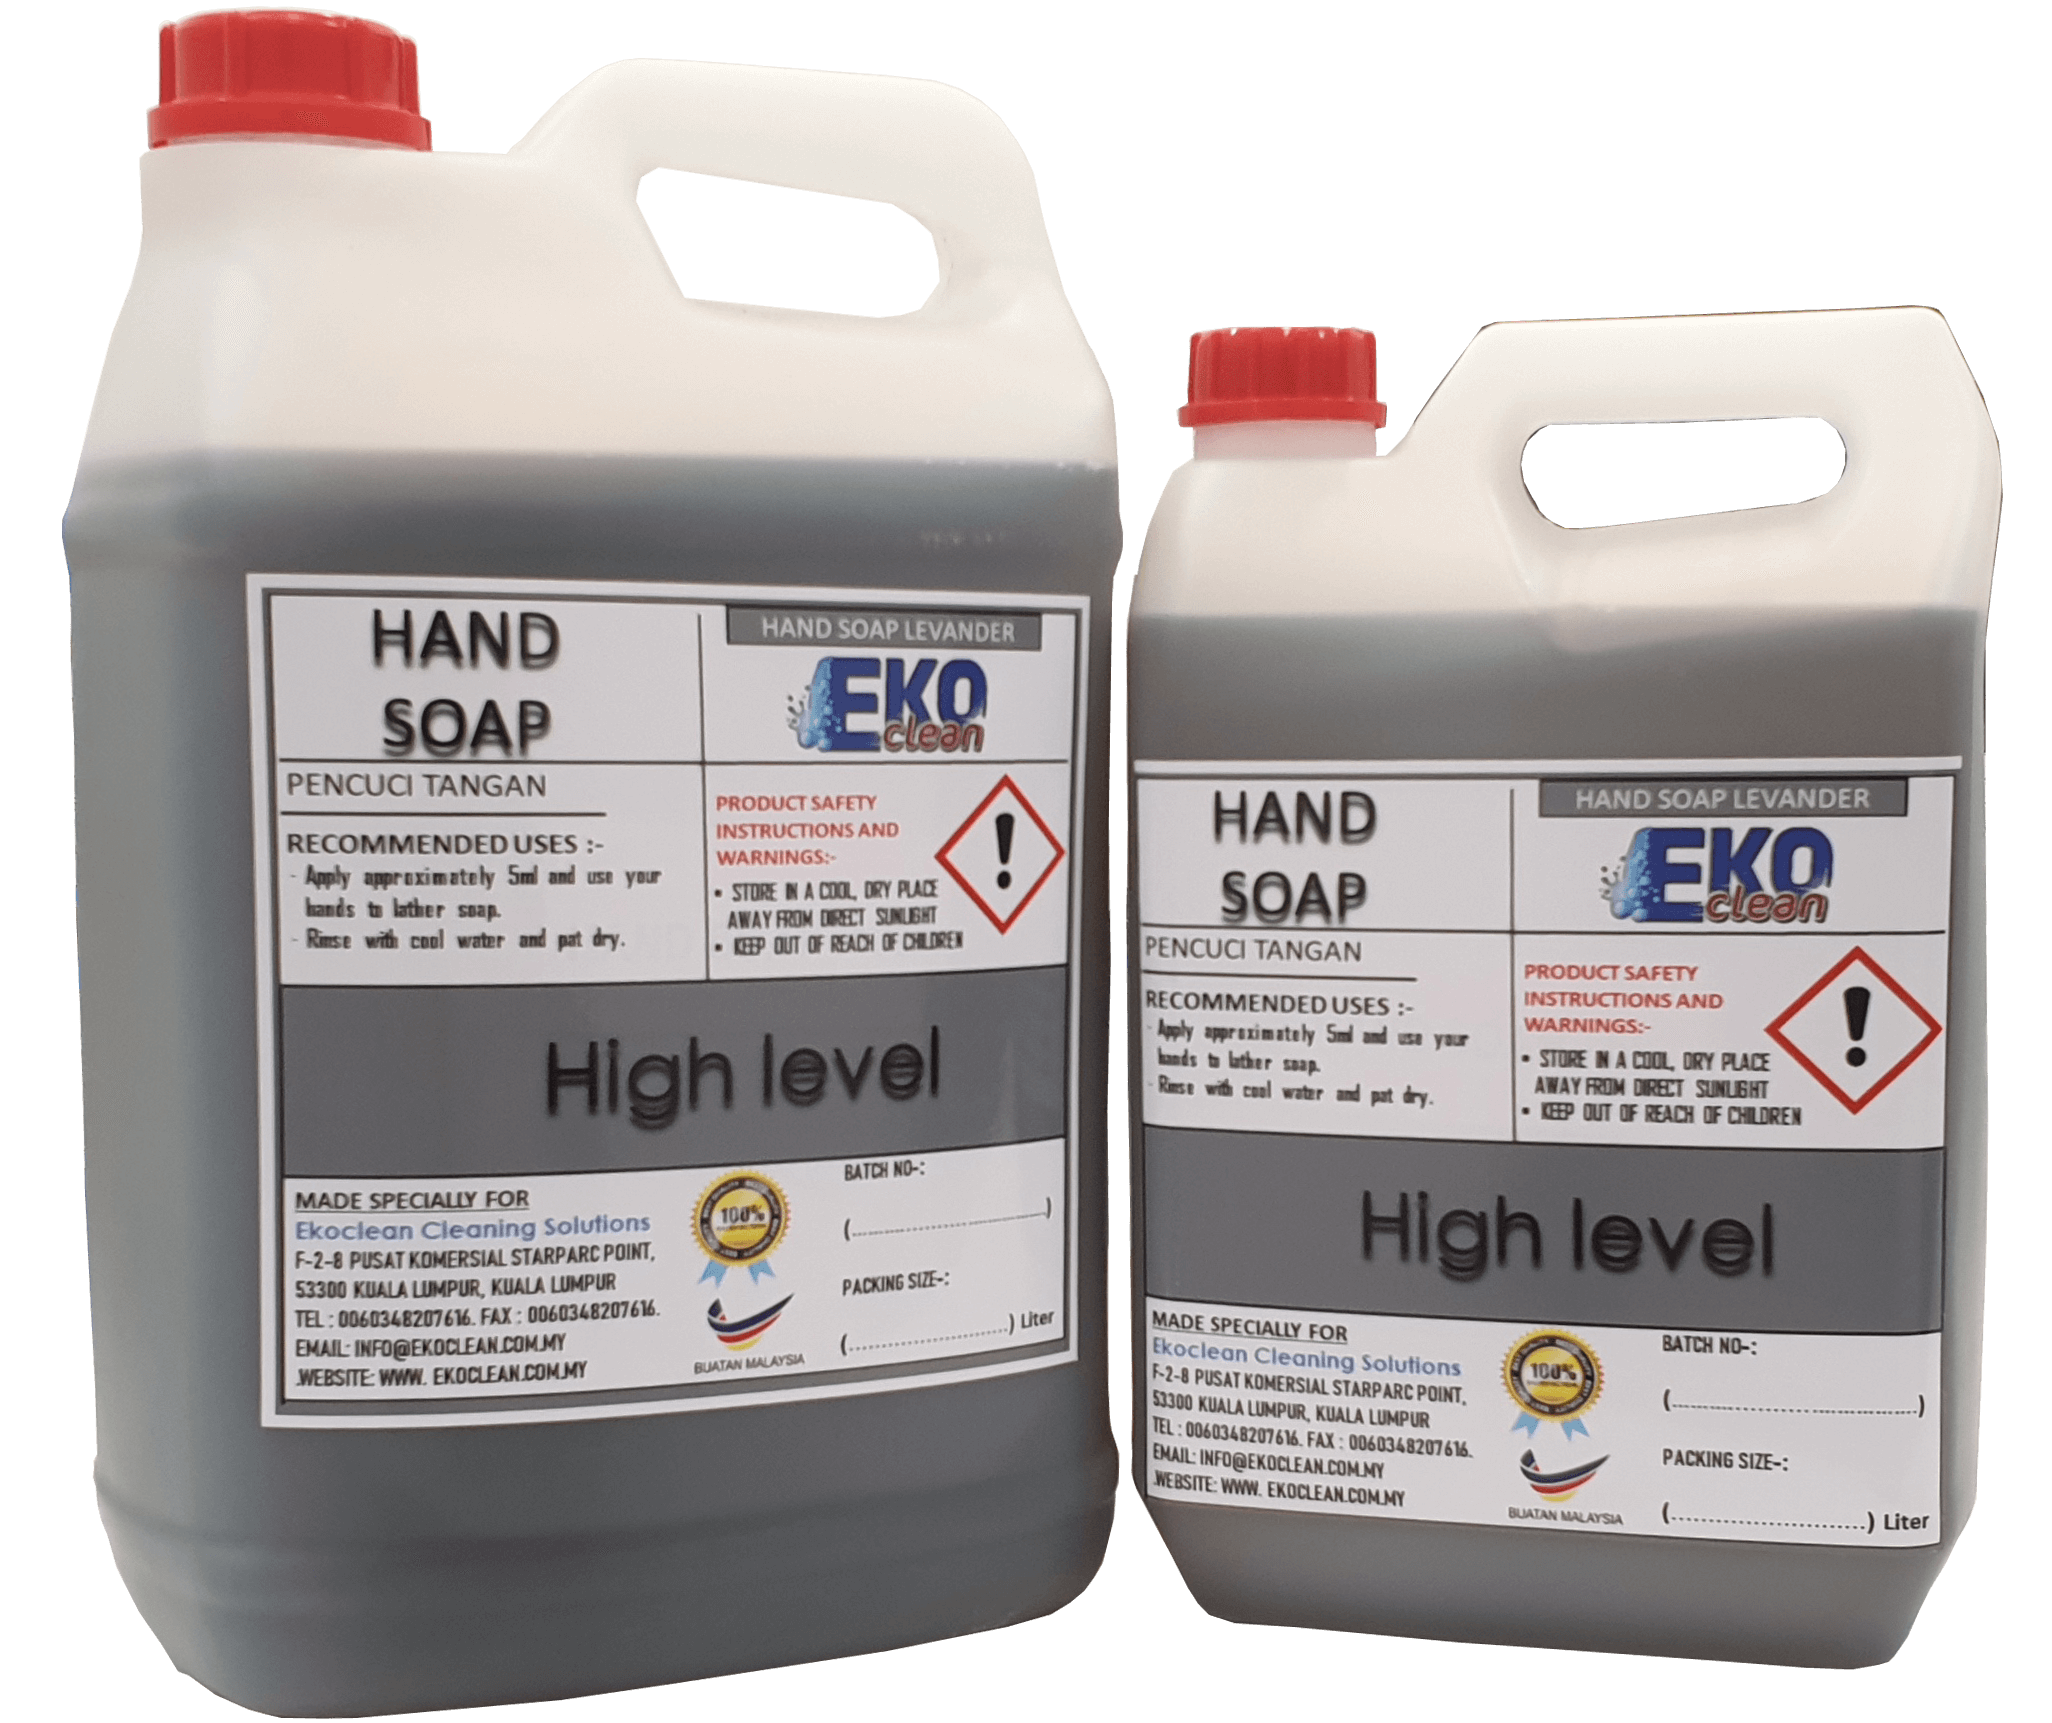 HAND
SOAP
HAND SOAP LEVANDER
EKO
clean
PENCUCI TANGAN
RECOMMENDED USES :-
- Apply approximately 5ml and use your
hands to lather soap.
- Rinse with cool water and pat dry.
PRODUCT SAFETY
INSTRUCTIONS AND
WARNINGS:-
• STORE IN A COOL, DRY PLACE
AWAY FROM DIRECT SUNLIGHT
• KEEP OUT OF REACH OF CHILDREN
High level
MADE SPECIALLY FOR
Ekoclean Cleaning Solutions
F-2-8 PUSAT KOMERSIAL STARPARC POINT,
53300 KUALA LUMPUR, KUALA LUMPUR
TEL : 0060348207616. FAX : 0060348207616.
EMAIL: INFO@EKOCLEAN.COM.MY
.WEBSITE: WWW. EKOCLEAN.COM.MY
100%
BUATAN MALAYSIA
BATCH NO-:
(..............................)
PACKING SIZE-:
(.........................) Liter
HAND
SOAP
HAND SOAP LEVANDER
EKO
clean
PENCUCI TANGAN
RECOMMENDED USES :-
- Apply approximately 5ml and use your
hands to lather soap.
- Rinse with cool water and pat dry.
PRODUCT SAFETY
INSTRUCTIONS AND
WARNINGS:-
• STORE IN A COOL, DRY PLACE
AWAY FROM DIRECT SUNLIGHT
• KEEP OUT OF REACH OF CHILDREN
High level
MADE SPECIALLY FOR
Ekoclean Cleaning Solutions
F-2-8 PUSAT KOMERSIAL STARPARC POINT,
53300 KUALA LUMPUR, KUALA LUMPUR
TEL : 0060348207616. FAX : 0060348207616.
EMAIL: INFO@EKOCLEAN.COM.MY
.WEBSITE: WWW. EKOCLEAN.COM.MY
100%
BUATAN MALAYSIA
BATCH NO-:
(..............................)
PACKING SIZE-:
(.........................) Liter